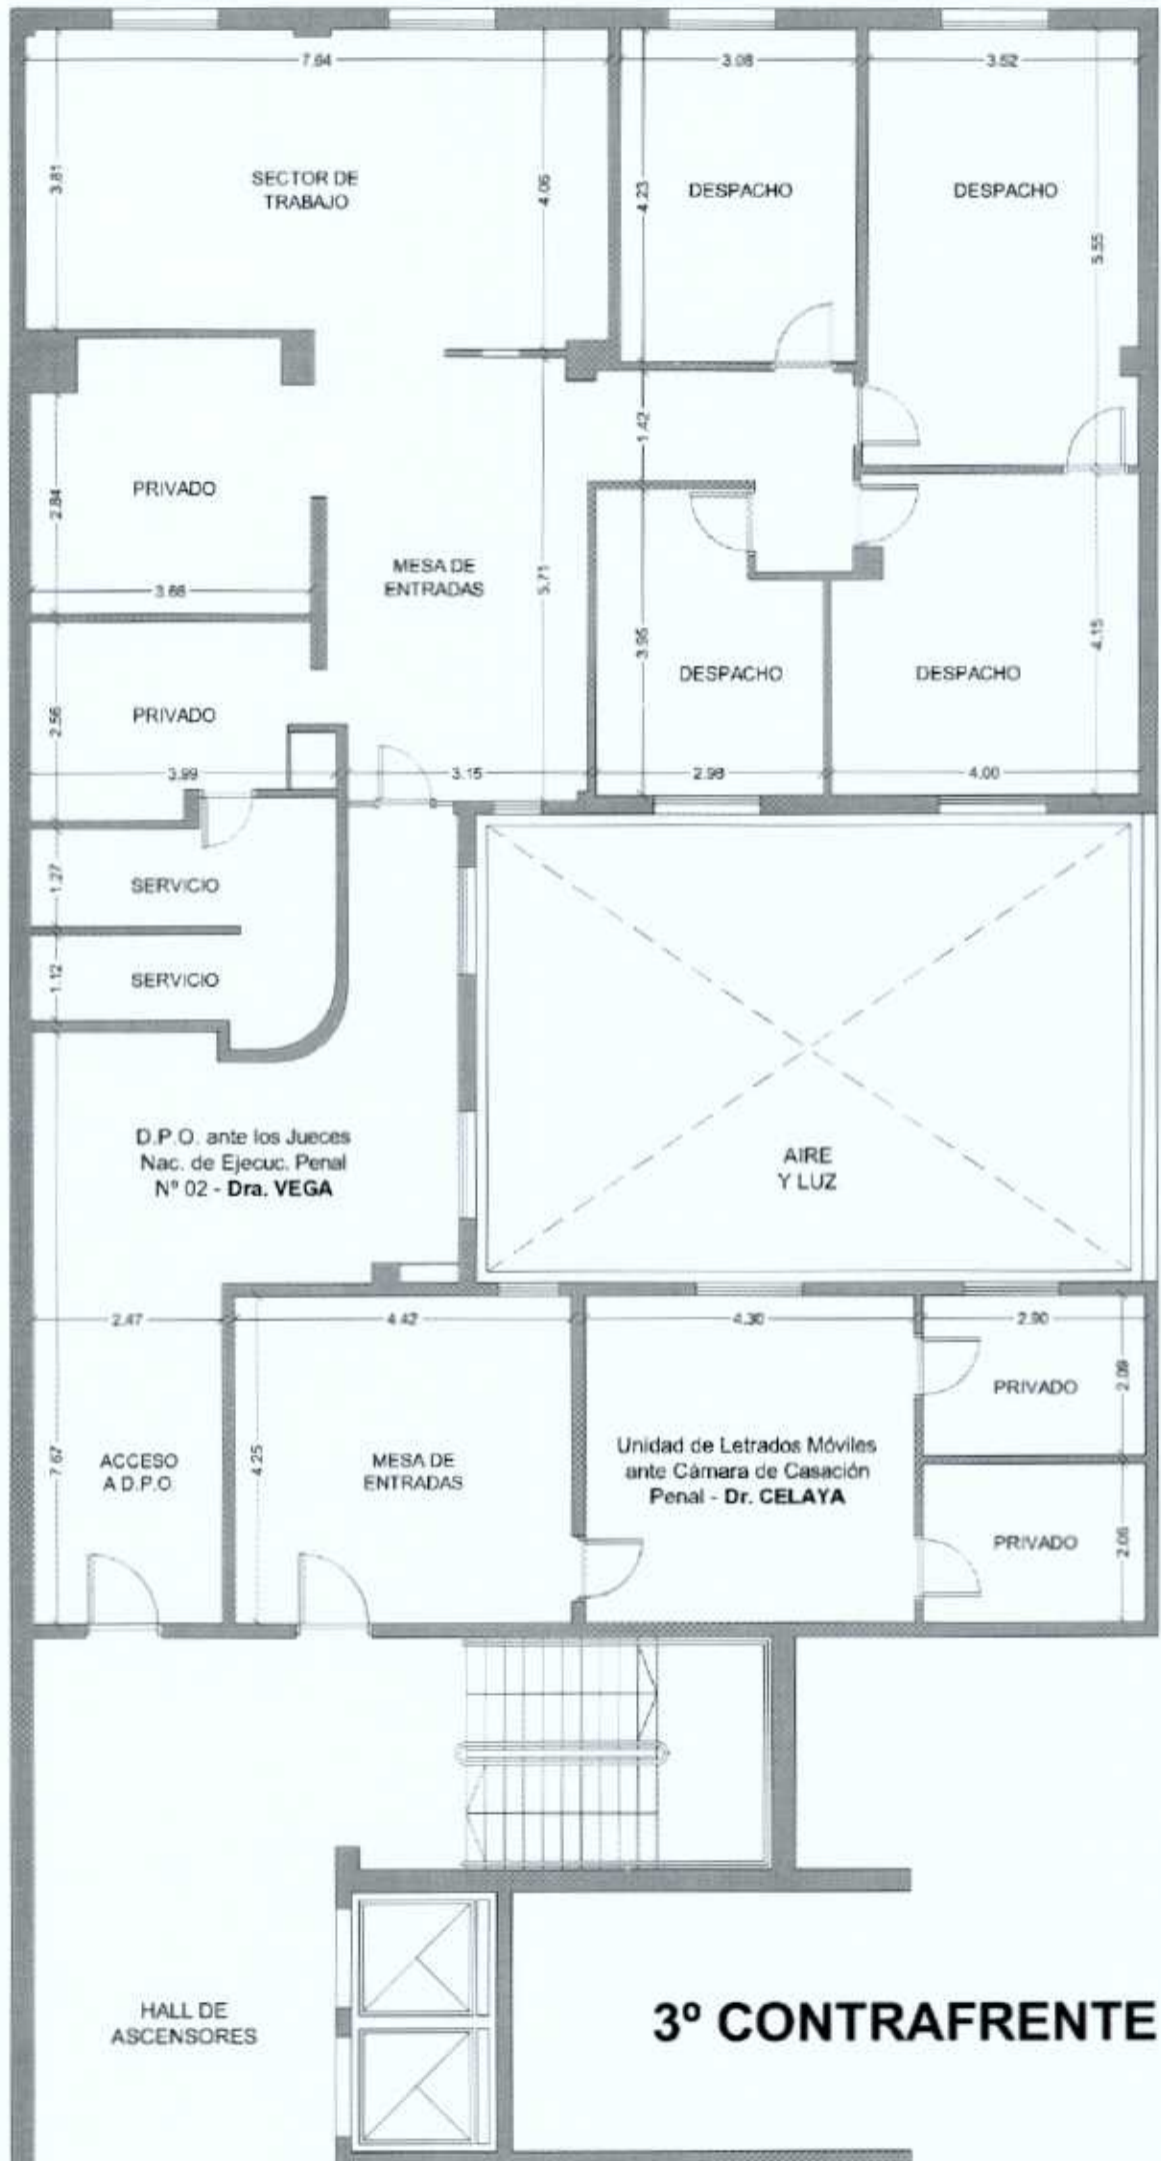 7.64
3.08
3.52
3.81
SECTOR DE
TRABAJO
4.06
4.23
DESPACHO
DESPACHO
5.55
1.42
2.84
PRIVADO
3.66
MESA DE
ENTRADAS
5.71
3.95
DESPACHO
DESPACHO
4.15
2.56
PRIVADO
3.99
3.15
2.98
4.00
1.27
SERVICIO
1.12
SERVICIO
D.P.O. ante los Jueces
Nac. de Ejecuc. Penal
Nº 02 - Dra. VEGA
AIRE
Y LUZ
2.47
4.42
4.30
2.90
7.67
ACCESO
A D.P.O.
4.25
MESA DE
ENTRADAS
Unidad de Letrados Móviles
ante Cámara de Casación
Penal - Dr. CELAYA
PRIVADO
2.09
PRIVADO
2.06
HALL DE
ASCENSORES
3º CONTRAFRENTE